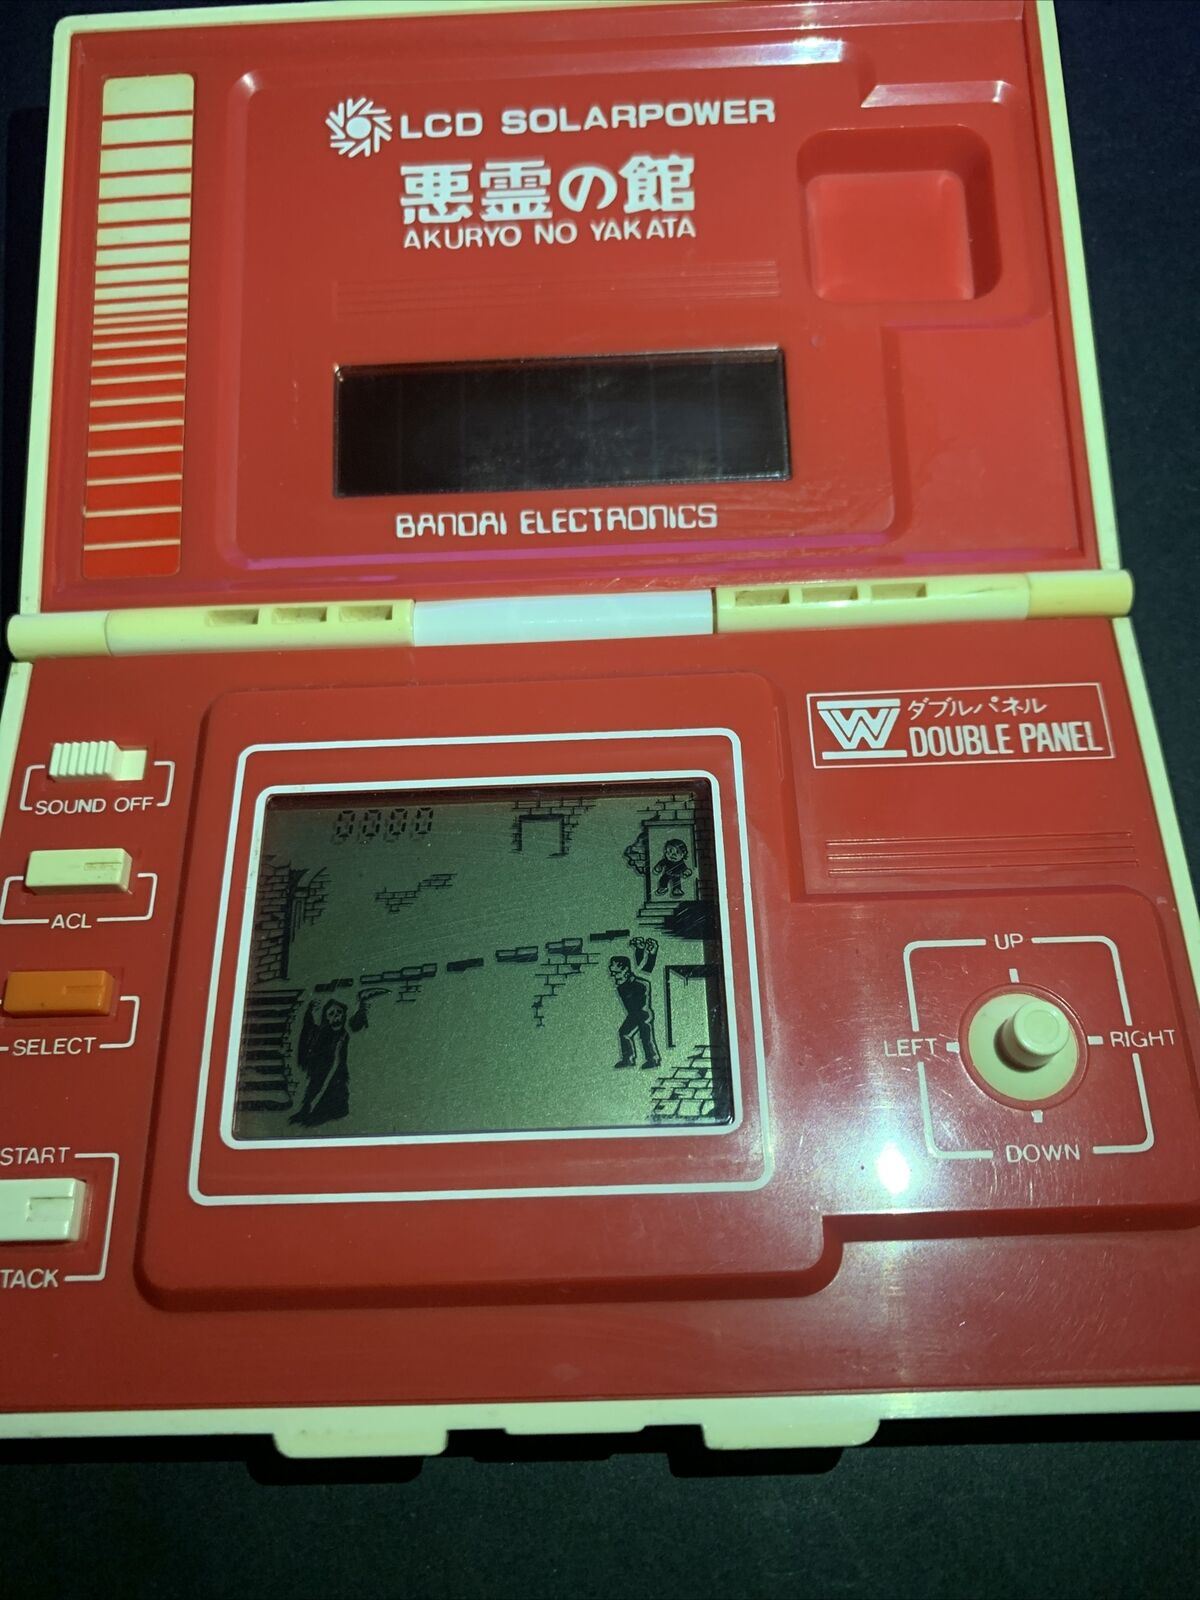 LCD SOLARPOWER
悪霊の館
AKURYO NO YAKATA
BANDAI ELECTRONICS
W ダブルパネル
DOUBLE PANEL
SOUND OFF
0000
ACL
SELECT
START
TACK
UP
LEFT
RIGHT
DOWN